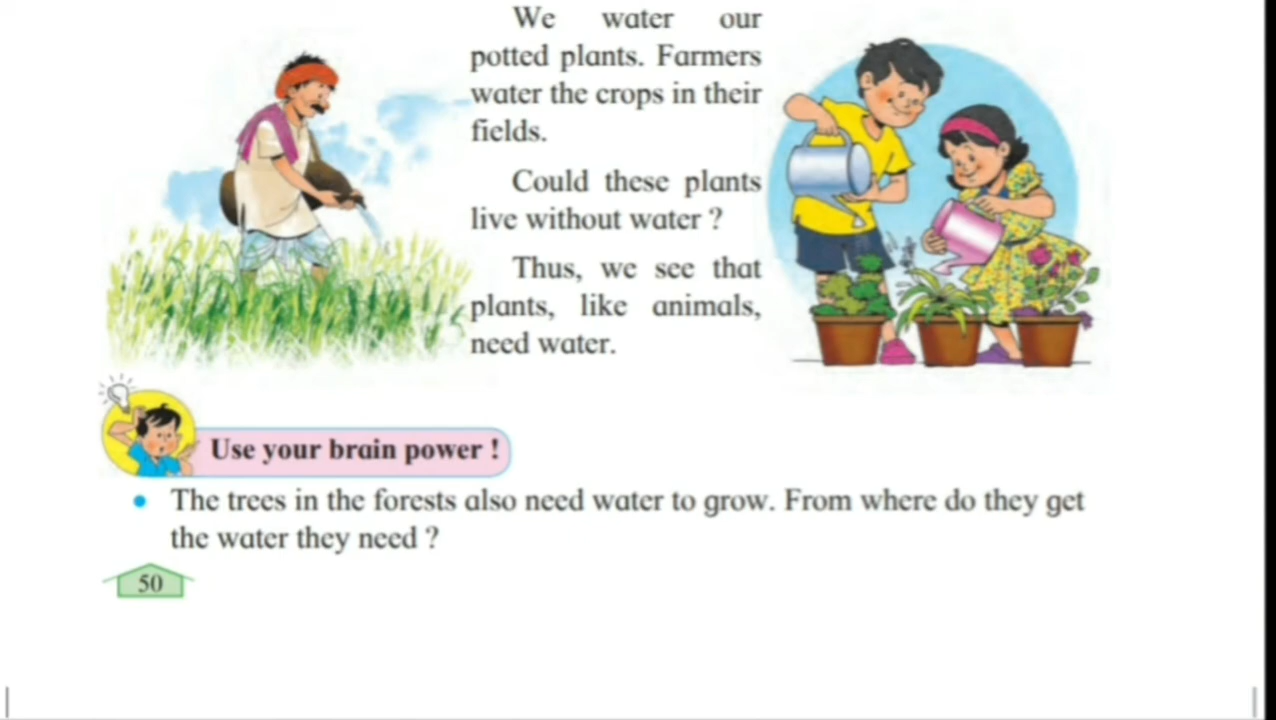 We water our
potted plants. Farmers
water the crops in their
fields.
Could these plants
live without water ?
Thus, we see that
plants, like animals,
need water.
Use your brain power !
The trees in the forests also need water to grow. From where do they get
the water they need ?
50